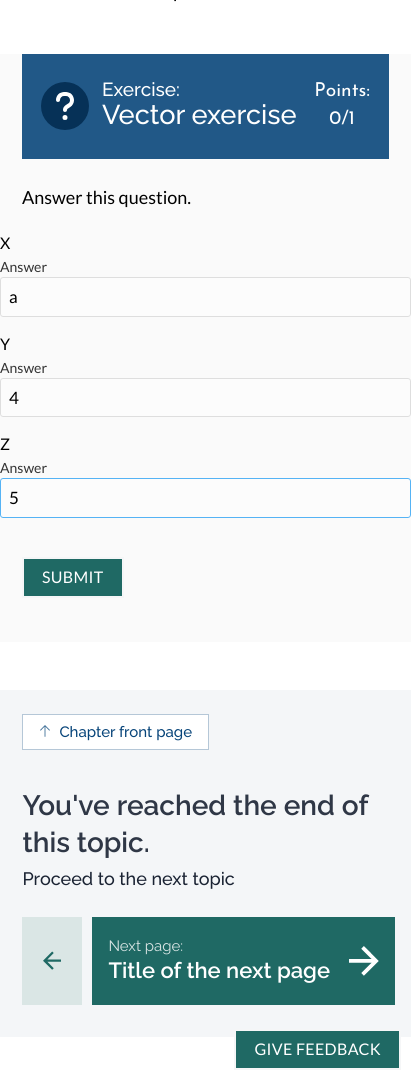 ?
Exercise:
Vector exercise
Points:
0/1
Answer this question.
X
Answer
a
Y
Answer
4
Z
Answer
5
SUBMIT
↑ Chapter front page
You've reached the end of
this topic.
Proceed to the next topic
←
Next page:
Title of the next page →
GIVE FEEDBACK